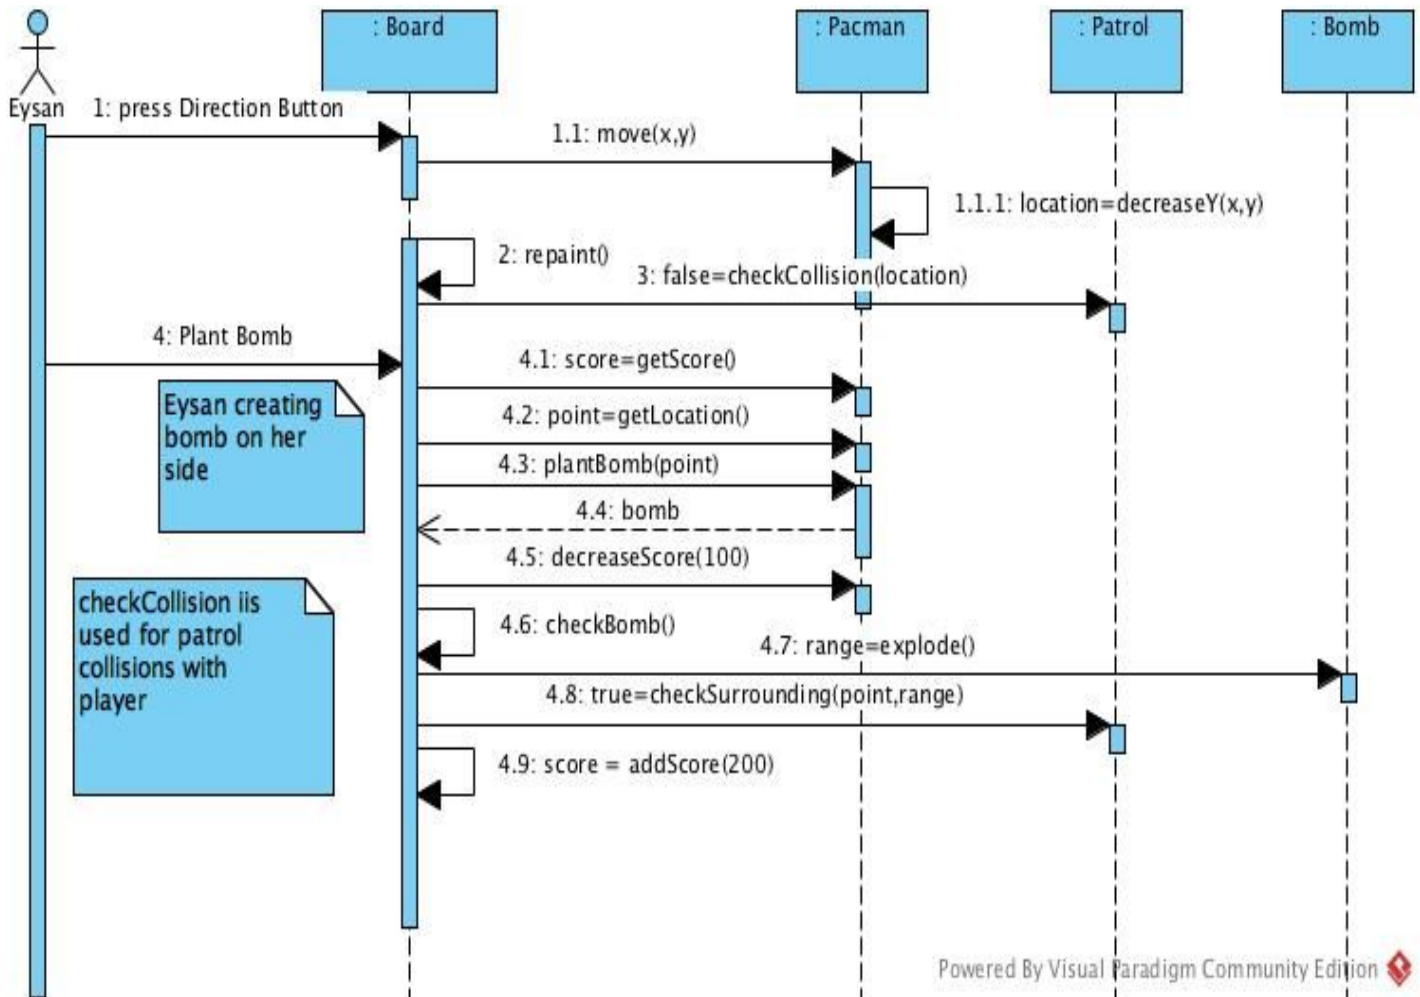 : Board
: Pacman
: Patrol
: Bomb
Eysan
1: press Direction Button
1.1: move(x,y)
1.1.1: location=decreaseY(x,y)
2: repaint()
3: false=checkCollision(location)
4: Plant Bomb
4.1: score=getScore()
Eysan creating
bomb on her
side
4.2: point=getLocation()
4.3: plantBomb(point)
4.4: bomb
4.5: decreaseScore(100)
checkCollision iis
used for patrol
collisions with
player
4.6: checkBomb()
4.7: range=explode()
4.8: true=checkSurrounding(point,range)
4.9: score = addScore(200)
Powered By Visual Paradigm Community Edition